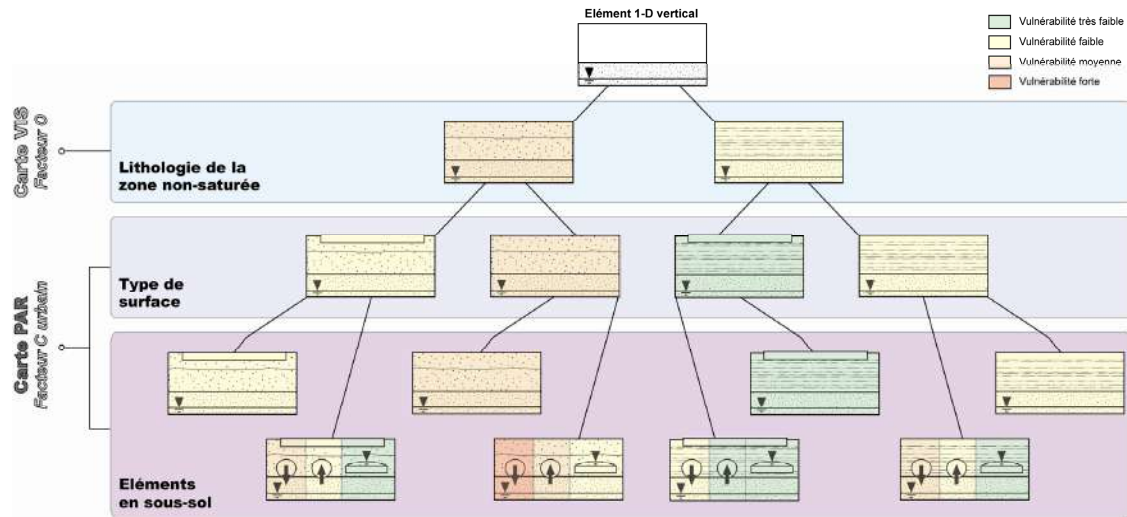 Elément 1-D vertical
Vulnérabilité très faible
Vulnérabilité faible
Vulnérabilité moyenne
Vulnérabilité forte
Carte VIS
Facteur O
Lithologie de la
zone non-saturée
Carte PAR
Facteur C urbain
Type de
surface
Eléments
en sous-sol